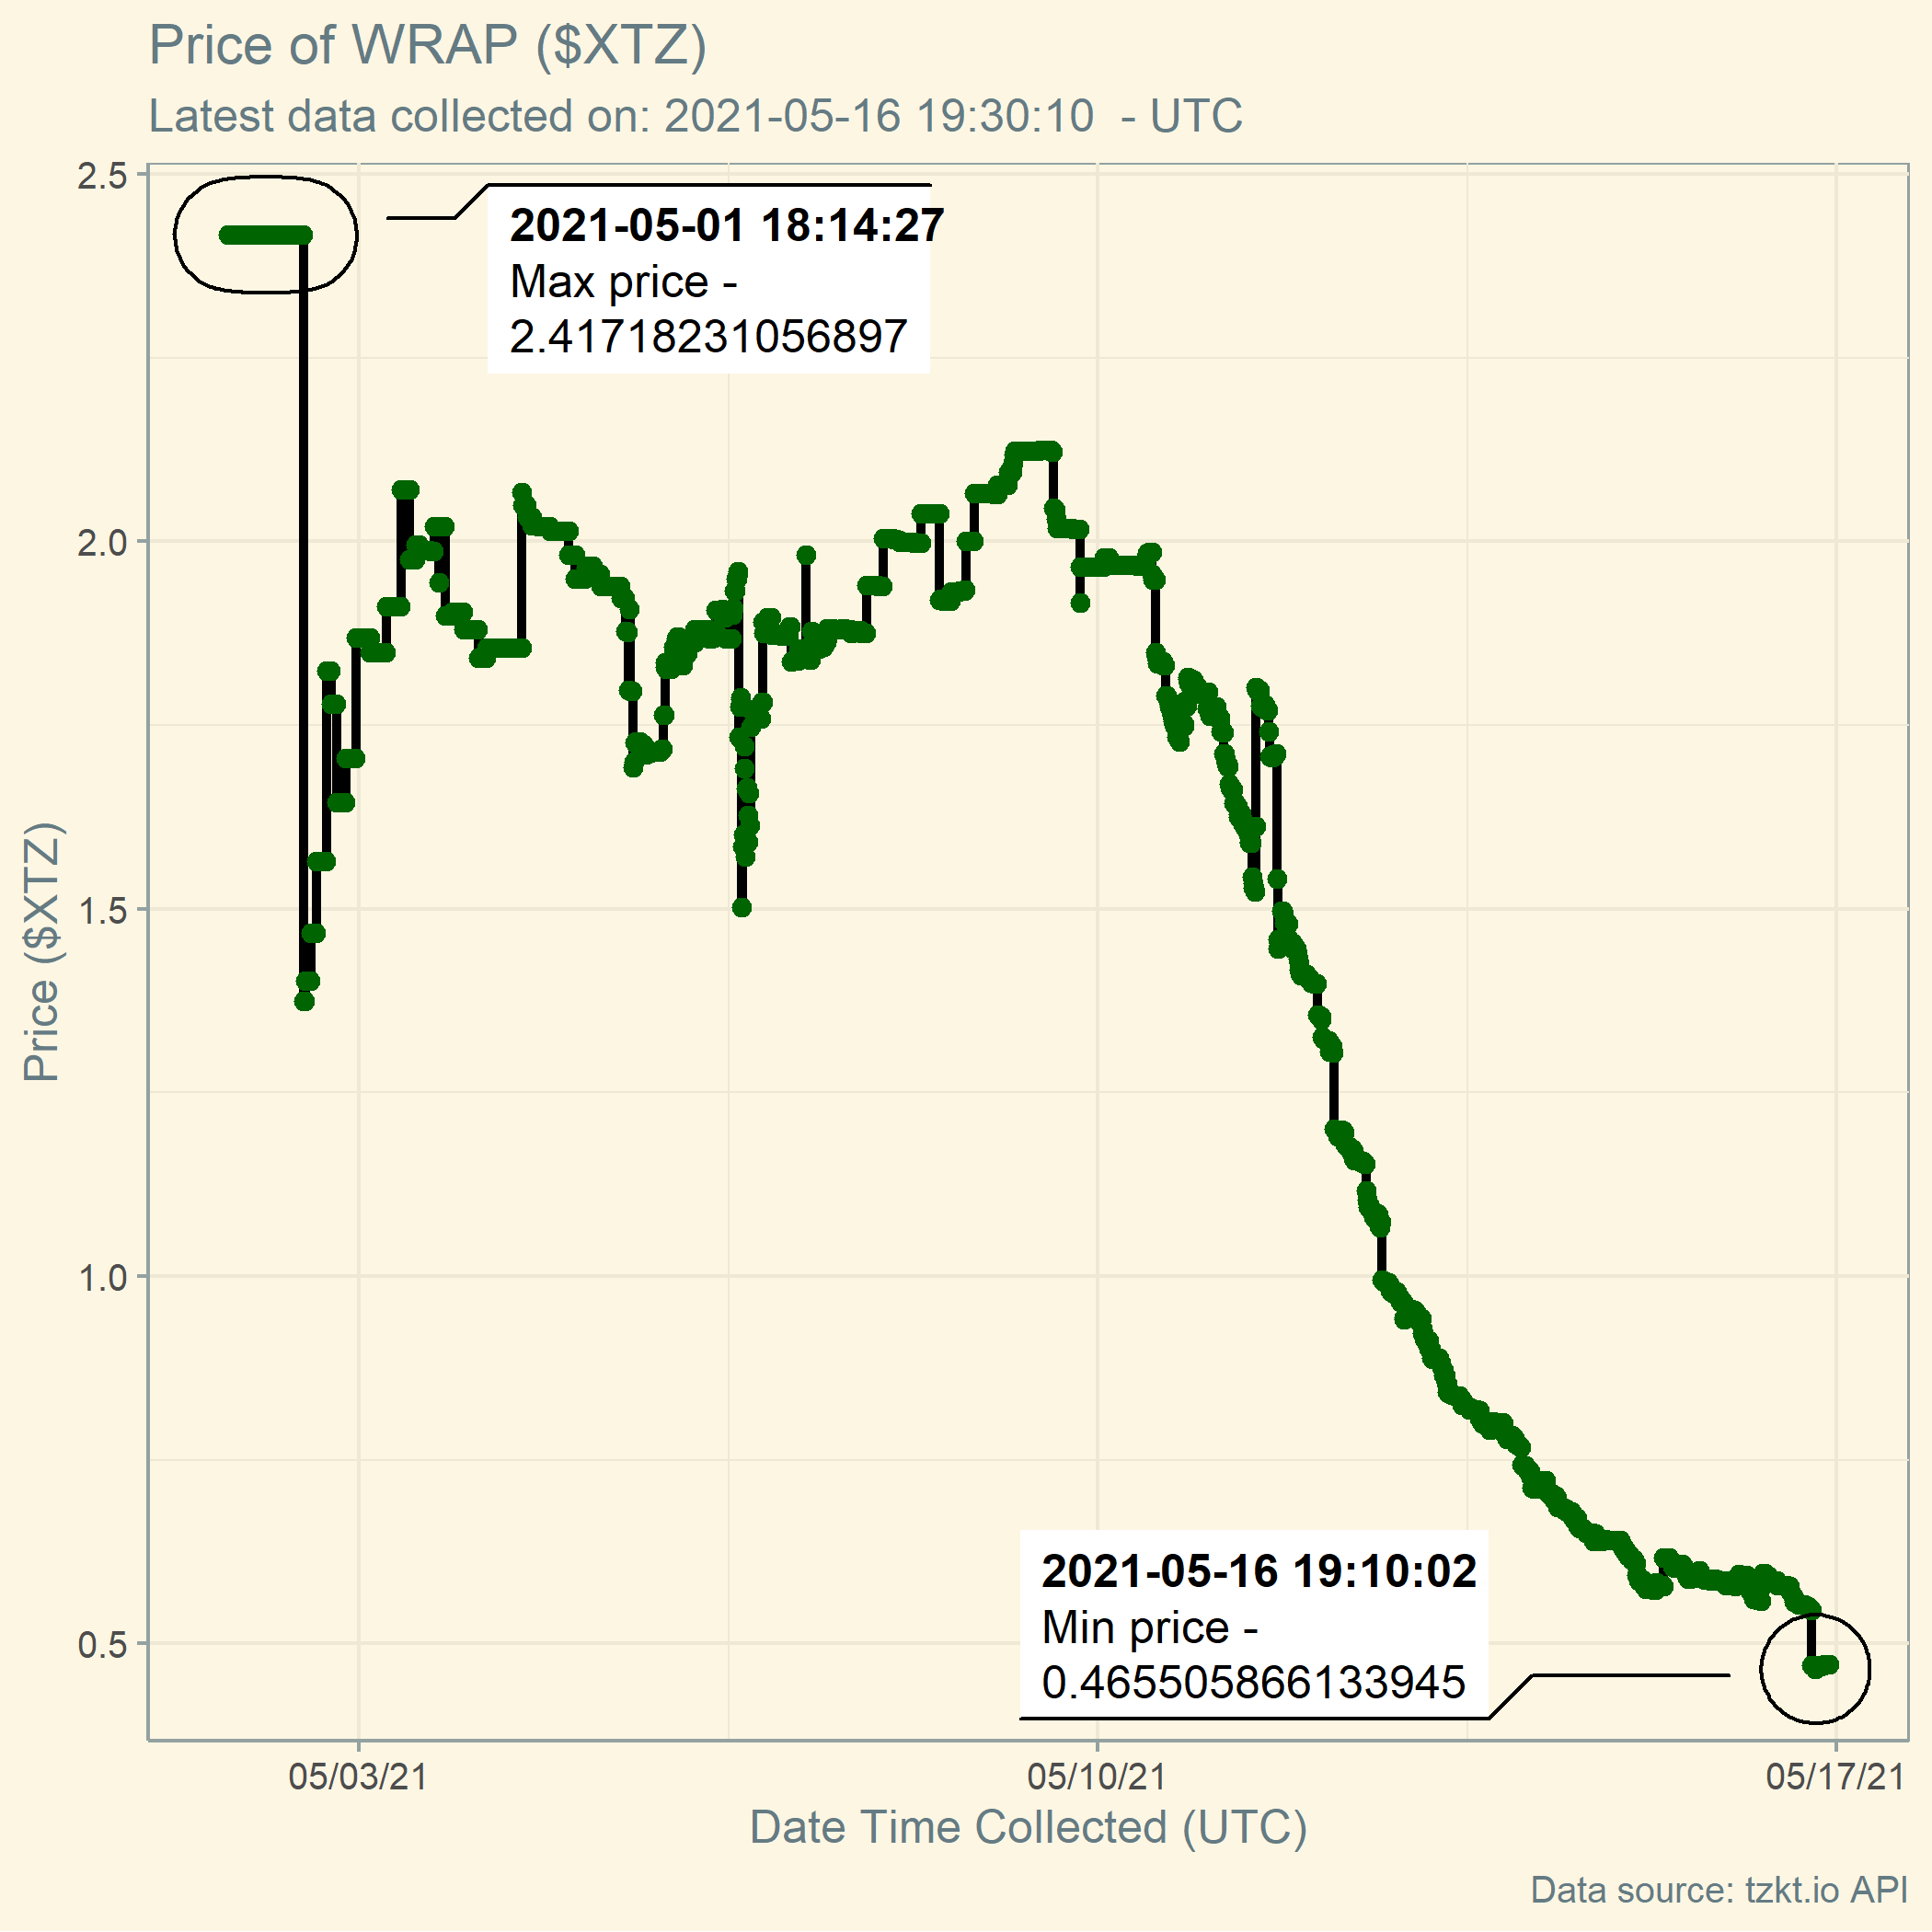 Price of WRAP ($XTZ)
Latest data collected on: 2021-05-16 19:30:10  - UTC
2.5
2021-05-01 18:14:27
Max price -
2.41718231056897
2.0
1.5
Price ($XTZ)
1.0
2021-05-16 19:10:02
Min price -
0.465505866133945
0.5
05/03/21 05/10/21 05/17/21
Date Time Collected (UTC)
Data source: tzkt.io API